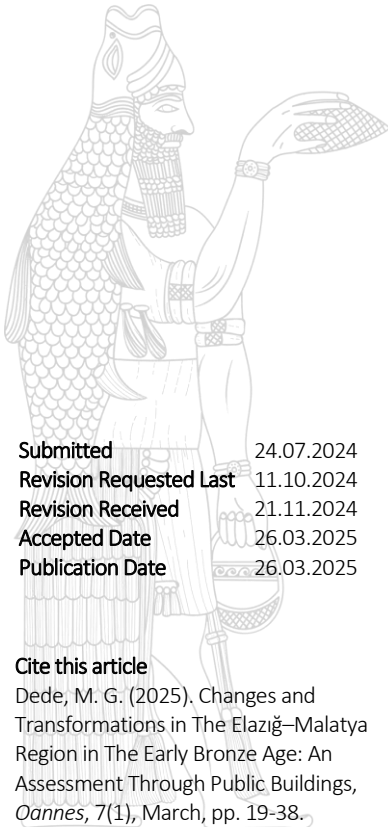 Submitted 24.07.2024
Revision Requested Last 11.10.2024
Revision Received 21.11.2024
Accepted Date 26.03.2025
Publication Date 26.03.2025
Cite this article
Dede, M. G. (2025). Changes and
Transformations in The Elazığ–Malatya
Region in The Early Bronze Age: An
Assessment Through Public Buildings,
Oannes, 7(1), March, pp. 19-38.